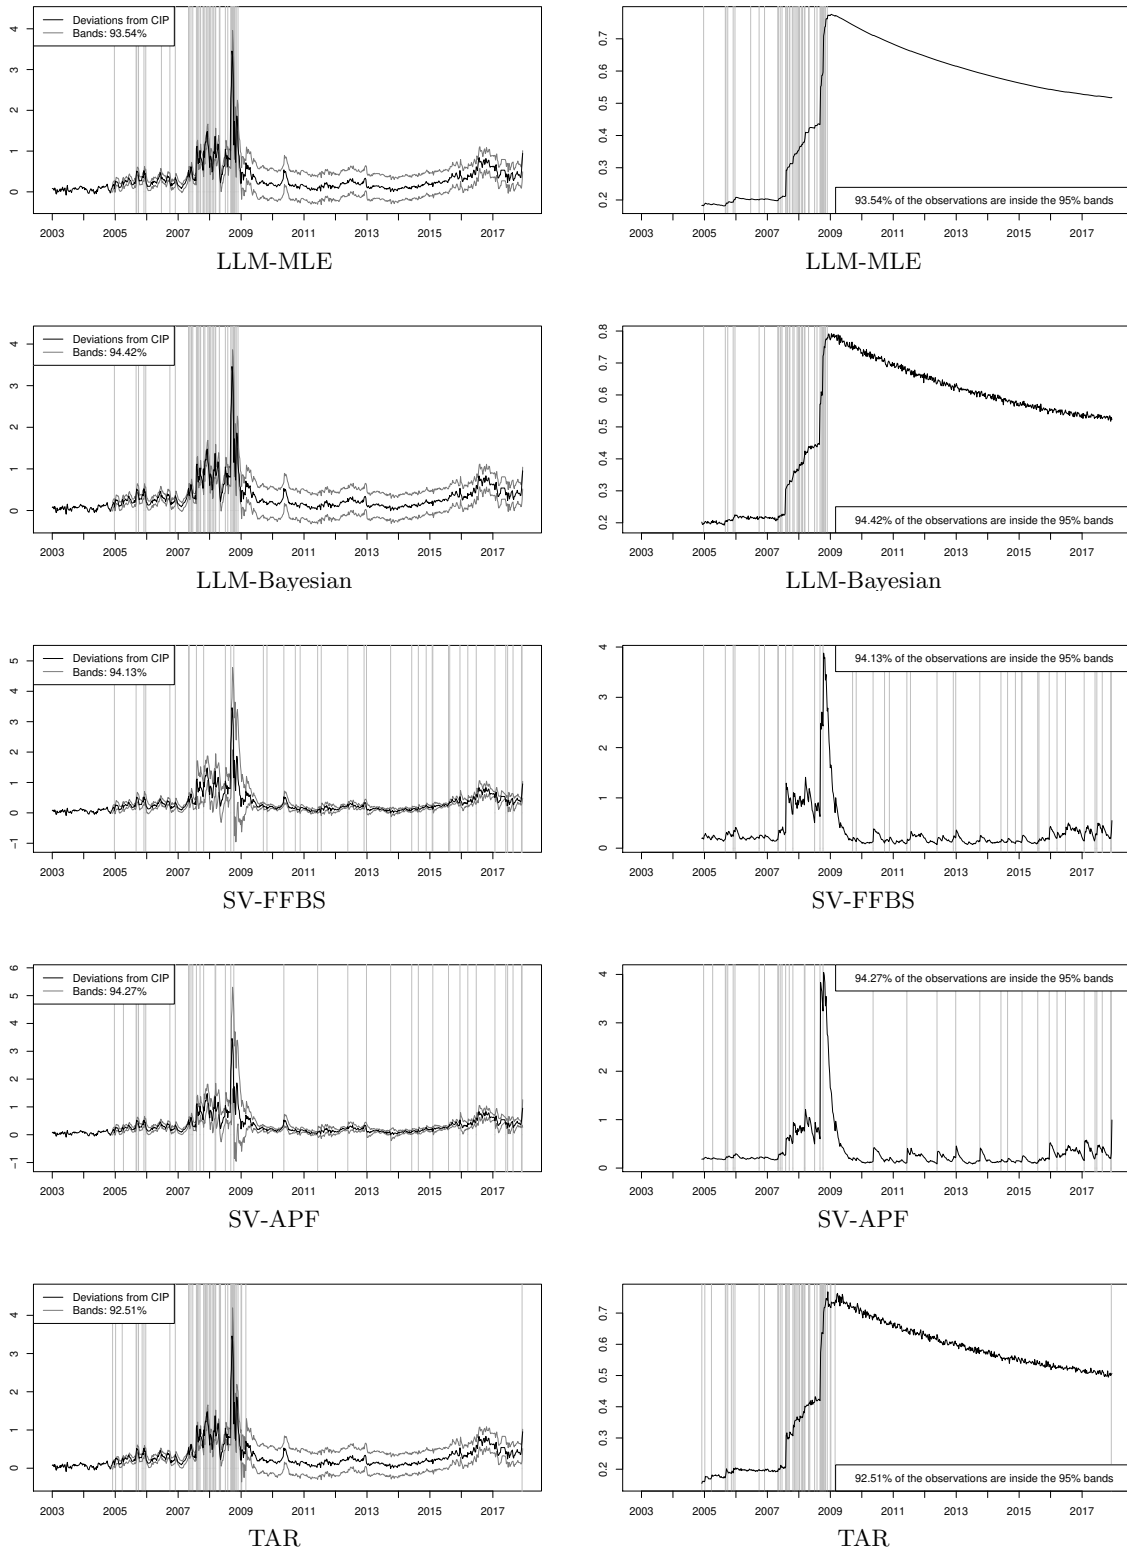 Deviations from CIP
Bands: 93.54%
0 1 2 3 4
2003 2005 2007 2009 2011 2013 2015 2017
LLM-MLE
0.2 0.3 0.4 0.5 0.6 0.7
93.54% of the observations are inside the 95% bands
2003 2005 2007 2009 2011 2013 2015 2017
LLM-MLE
Deviations from CIP
Bands: 94.42%
0 1 2 3 4
2003 2005 2007 2009 2011 2013 2015 2017
LLM-Bayesian
0.2 0.3 0.4 0.5 0.6 0.7 0.8
94.42% of the observations are inside the 95% bands
2003 2005 2007 2009 2011 2013 2015 2017
LLM-Bayesian
Deviations from CIP
Bands: 94.13%
−1 0 1 2 3 4 5
2003 2005 2007 2009 2011 2013 2015 2017
SV-FFBS
0 1 2 3 4
94.13% of the observations are inside the 95% bands
2003 2005 2007 2009 2011 2013 2015 2017
SV-FFBS
Deviations from CIP
Bands: 94.27%
−1 0 1 2 3 4 5 6
2003 2005 2007 2009 2011 2013 2015 2017
SV-APF
0 1 2 3 4
94.27% of the observations are inside the 95% bands
2003 2005 2007 2009 2011 2013 2015 2017
SV-APF
Deviations from CIP
Bands: 92.51%
0 1 2 3 4
2003 2005 2007 2009 2011 2013 2015 2017
TAR
0.2 0.3 0.4 0.5 0.6 0.7
92.51% of the observations are inside the 95% bands
2003 2005 2007 2009 2011 2013 2015 2017
TAR